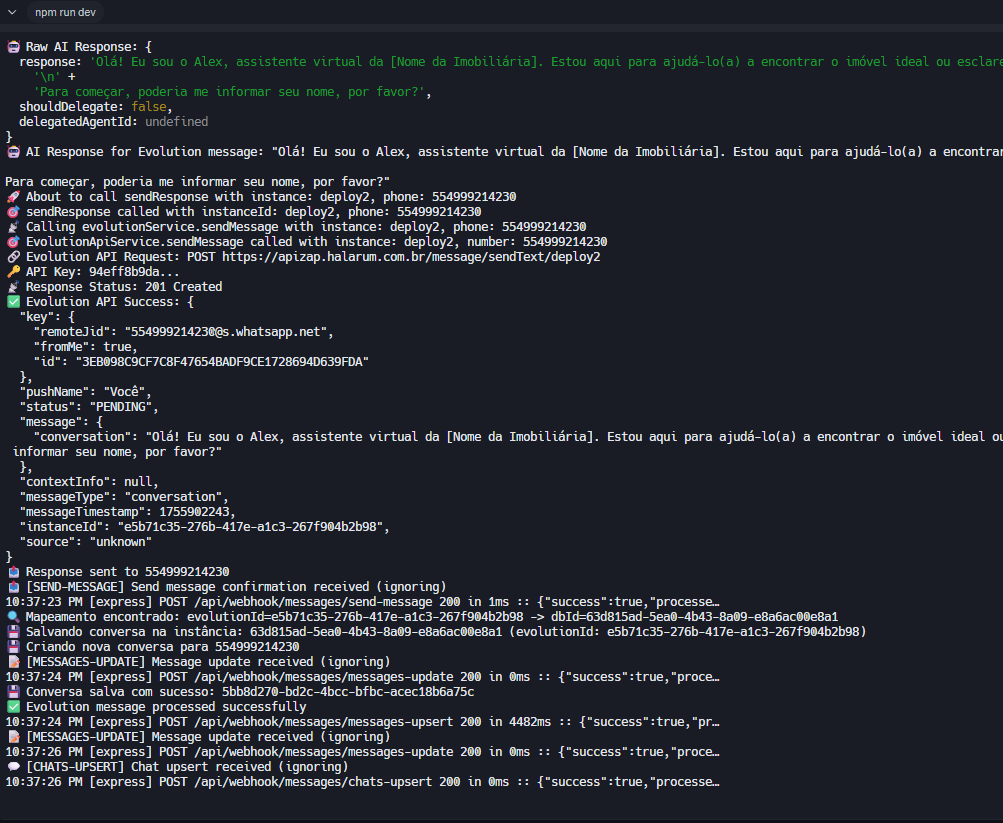 npm run dev
Raw AI Response: {
response: 'Olá! Eu sou o Alex, assistente virtual da [Nome da Imobiliária]. Estou aqui para ajudá-lo(a) a encontrar o imóvel ideal ou esclare
'\n' +
'Para começar, poderia me informar seu nome, por favor?',
shouldDelegate: false,
delegatedAgentId: undefined
}
AI Response for Evolution message: "Olá! Eu sou o Alex, assistente virtual da [Nome da Imobiliária]. Estou aqui para ajudá-lo(a) a encontrar
Para começar, poderia me informar seu nome, por favor?"
About to call sendResponse with instance: deploy2, phone: 554999214230
sendResponse called with instanceId: deploy2, phone: 554999214230
Calling evolutionService.sendMessage with instance: deploy2, phone: 554999214230
EvolutionApiService.sendMessage called with instance: deploy2, number: 554999214230
Evolution API Request: POST https://apizap.halarum.com.br/message/sendText/deploy2
API Key: 94eff8b9da...
Response Status: 201 Created
Evolution API Success: {
"key": {
"remoteJid": "554999214230@s.whatsapp.net",
"fromMe": true,
"id": "3EB098C9CF7C8F47654BADF9CE1728694D639FDA"
},
"pushName": "Você",
"status": "PENDING",
"message": {
"conversation": "Olá! Eu sou o Alex, assistente virtual da [Nome da Imobiliária]. Estou aqui para ajudá-lo(a) a encontrar o imóvel ideal ou
informar seu nome, por favor?"
},
"contextInfo": null,
"messageType": "conversation",
"messageTimestamp": 1755902243,
"instanceId": "e5b71c35-276b-417e-a1c3-267f904b2b98",
"source": "unknown"
}
Response sent to 554999214230
[SEND-MESSAGE] Send message confirmation received (ignoring)
10:37:23 PM [express] POST /api/webhook/messages/send-message 200 in 1ms :: {"success":true,"processe…
Mapeamento encontrado: evolutionId=e5b71c35-276b-417e-a1c3-267f904b2b98 -> dbId=63d815ad-5ea0-4b43-8a09-e8a6ac00e8a1
Salvando conversa na instância: 63d815ad-5ea0-4b43-8a09-e8a6ac00e8a1 (evolutionId: e5b71c35-276b-417e-a1c3-267f904b2b98)
Criando nova conversa para 554999214230
[MESSAGES-UPDATE] Message update received (ignoring)
10:37:24 PM [express] POST /api/webhook/messages/messages-update 200 in 0ms :: {"success":true,"proce…
Conversa salva com sucesso: 5bb8d270-bd2c-4bcc-bfbc-acec18b6a75c
Evolution message processed successfully
10:37:24 PM [express] POST /api/webhook/messages/messages-upsert 200 in 4482ms :: {"success":true,"pr…
[MESSAGES-UPDATE] Message update received (ignoring)
10:37:26 PM [express] POST /api/webhook/messages/messages-update 200 in 0ms :: {"success":true,"proce…
[CHATS-UPSERT] Chat upsert received (ignoring)
10:37:26 PM [express] POST /api/webhook/messages/chats-upsert 200 in 0ms :: {"success":true,"processe…